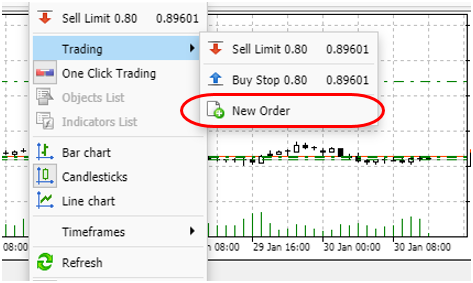 Sell Limit 0.80 0.89601
Trading
One Click Trading
Objects List
Indicators List
Bar chart
Candlesticks
Line chart
Timeframes
Refresh
Sell Limit 0.80 0.89601
Buy Stop 0.80 0.89601
New Order
08:00
n 08:00 29 Jan 16:00 30 Jan 00:00 30 Jan 08:00